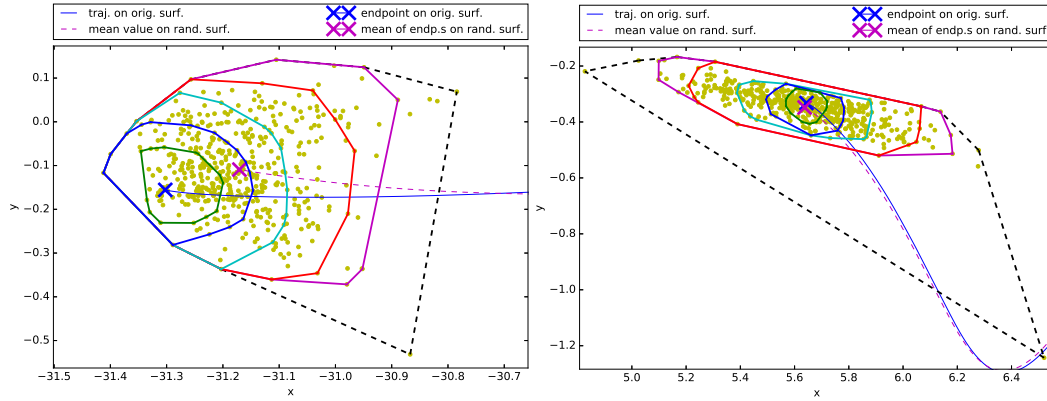 traj. on orig. surf. endpoint on orig. surf.
mean value on rand. surf. mean of endp.s on rand. surf.
0.1
0.0
−0.1
−0.2
−0.3
−0.4
−0.5
y
−31.5 −31.4 −31.3 −31.2 −31.1 −31.0 −30.9 −30.8 −30.7
x
traj. on orig. surf. endpoint on orig. surf.
mean value on rand. surf. mean of endp.s on rand. surf.
−0.2
−0.4
−0.6
−0.8
−1.0
−1.2
y
5.0 5.2 5.4 5.6 5.8 6.0 6.2 6.4
x